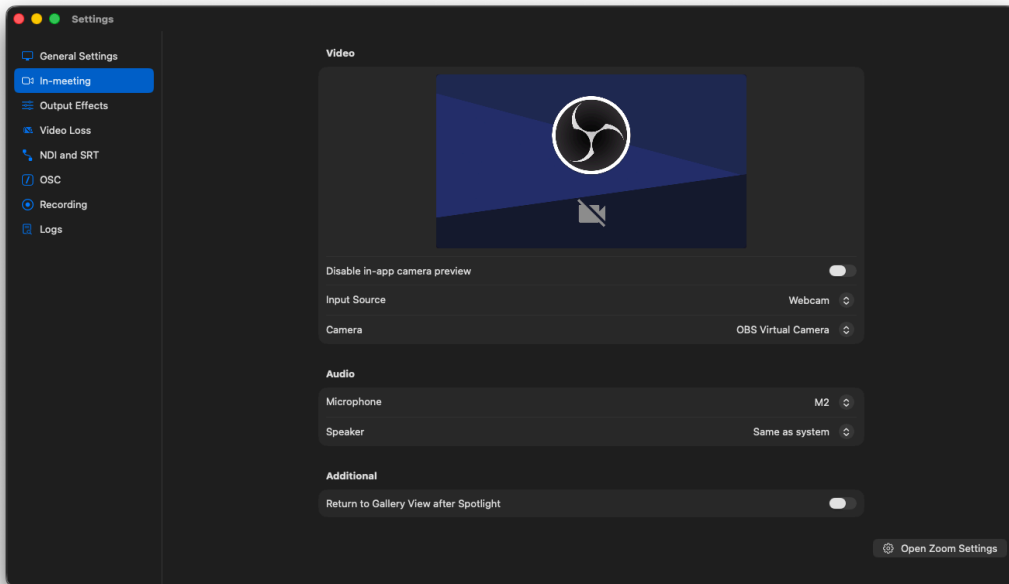 Settings
General Settings
In-meeting
Output Effects
Video Loss
NDI and SRT
OSC
Recording
Logs
Video
Disable in-app camera preview
Input Source Webcam
Camera OBS Virtual Camera
Audio
Microphone M2
Speaker Same as system
Additional
Return to Gallery View after Spotlight
Open Zoom Settings